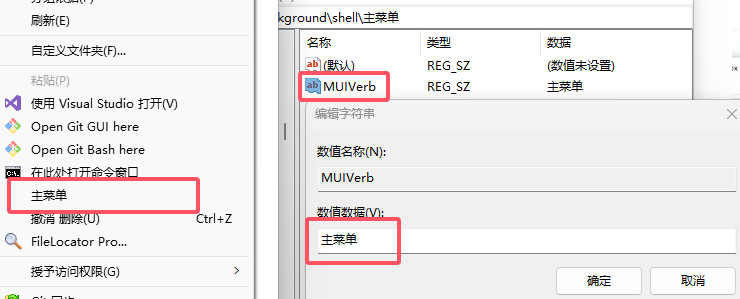 刷新(E)
自定义文件夹(F)...
粘贴(P)
使用 Visual Studio 打开(V)
Open Git GUI here
Open Git Bash here
在此处打开命令窗口
主菜单
撤消 删除(U) Ctrl+Z
FileLocator Pro...
授予访问权限(G)
kground\shell\主菜单
名称 类型 数据
(默认) REG_SZ (数值未设置)
MUIVerb REG_SZ 主菜单
编辑字符串
数值名称(N):
MUIVerb
数值数据(V):
主菜单
确定 取消